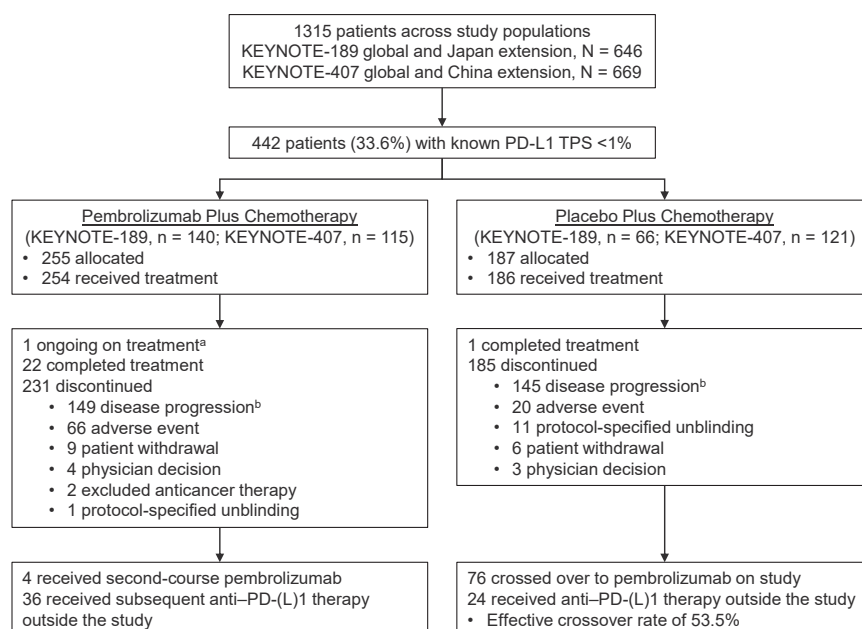 1315 patients across study populations
KEYNOTE-189 global and Japan extension, N = 646
KEYNOTE-407 global and China extension, N = 669
442 patients (33.6%) with known PD-L1 TPS <1%
Pembrolizumab Plus Chemotherapy
(KEYNOTE-189, n = 140; KEYNOTE-407, n = 115)
• 255 allocated
• 254 received treatment
Placebo Plus Chemotherapy
(KEYNOTE-189, n = 66; KEYNOTE-407, n = 121)
• 187 allocated
• 186 received treatment
1 ongoing on treatmentᵃ
22 completed treatment
231 discontinued
• 149 disease progressionᵇ
• 66 adverse event
• 9 patient withdrawal
• 4 physician decision
• 2 excluded anticancer therapy
• 1 protocol-specified unblinding
1 completed treatment
185 discontinued
• 145 disease progressionᵇ
• 20 adverse event
• 11 protocol-specified unblinding
• 6 patient withdrawal
• 3 physician decision
4 received second-course pembrolizumab
36 received subsequent anti–PD-(L)1 therapy
outside the study
76 crossed over to pembrolizumab on study
24 received anti–PD-(L)1 therapy outside the study
• Effective crossover rate of 53.5%